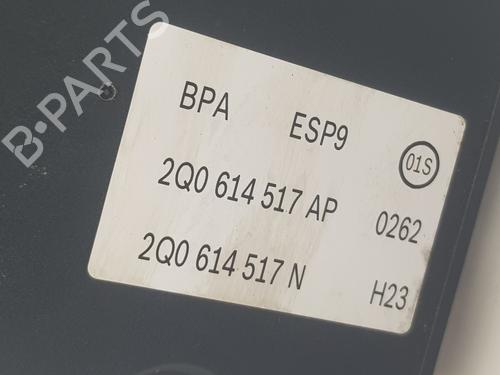 B-PARTS
BPA ESP9 01S
2Q0 614 517 AP 0262
2Q0 614 517 N H23